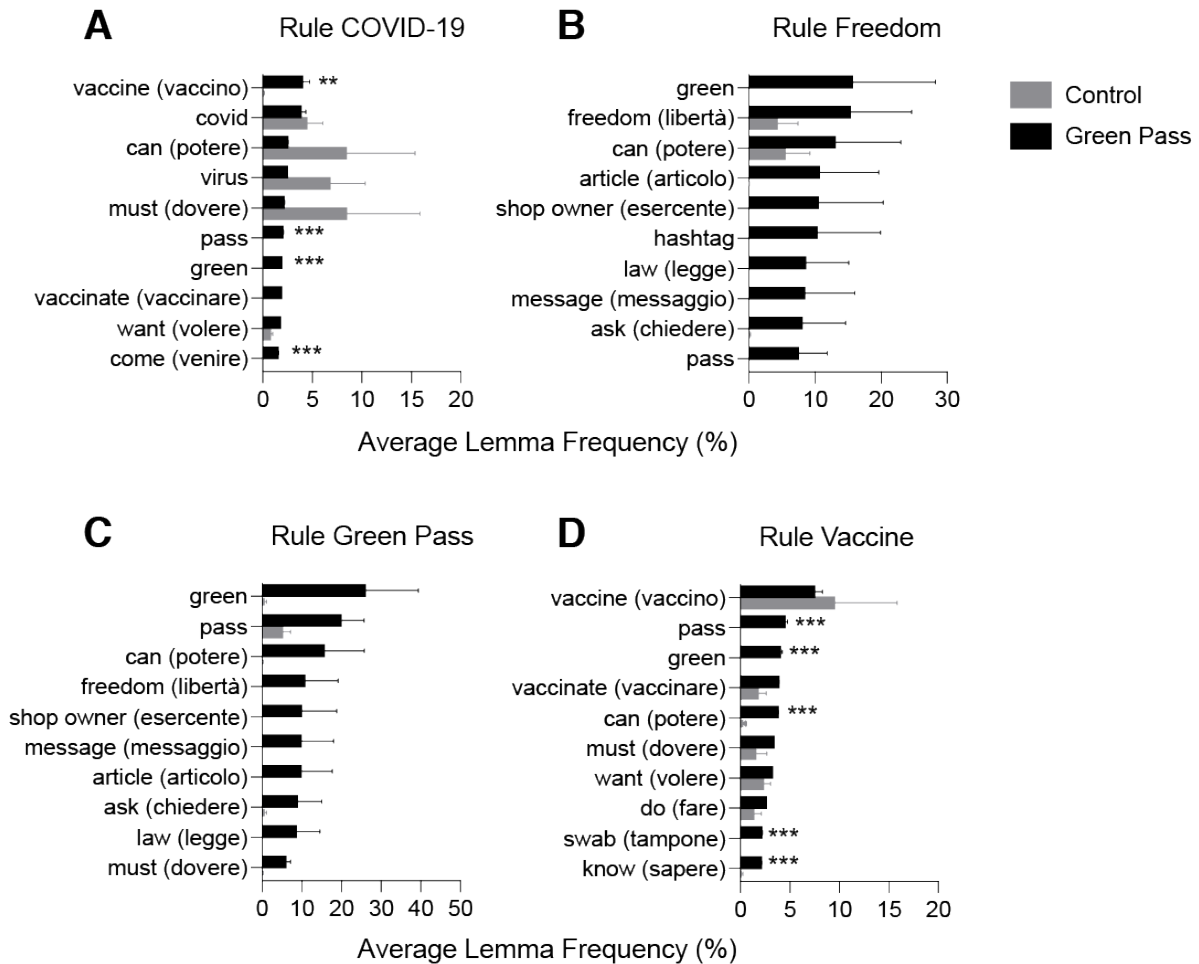 A
Rule COVID-19
vaccine (vaccino)
**
covid
can (potere)
virus
must (dovere)
pass
***
green
***
vaccinate (vaccinare)
want (volere)
come (venire)
***
0 5 10 15 20
B
Rule Freedom
green
freedom (libertà)
can (potere)
article (articolo)
shop owner (esercente)
hashtag
law (legge)
message (messaggio)
ask (chiedere)
pass
0 10 20 30
Control
Green Pass
Average Lemma Frequency (%)
C
Rule Green Pass
green
pass
can (potere)
freedom (libertà)
shop owner (esercente)
message (messaggio)
article (articolo)
ask (chiedere)
law (legge)
must (dovere)
0 10 20 30 40 50
D
Rule Vaccine
vaccine (vaccino)
pass
***
green
***
vaccinate (vaccinare)
can (potere)
***
must (dovere)
want (volere)
do (fare)
swab (tampone)
***
know (sapere)
***
0 5 10 15 20
Average Lemma Frequency (%)